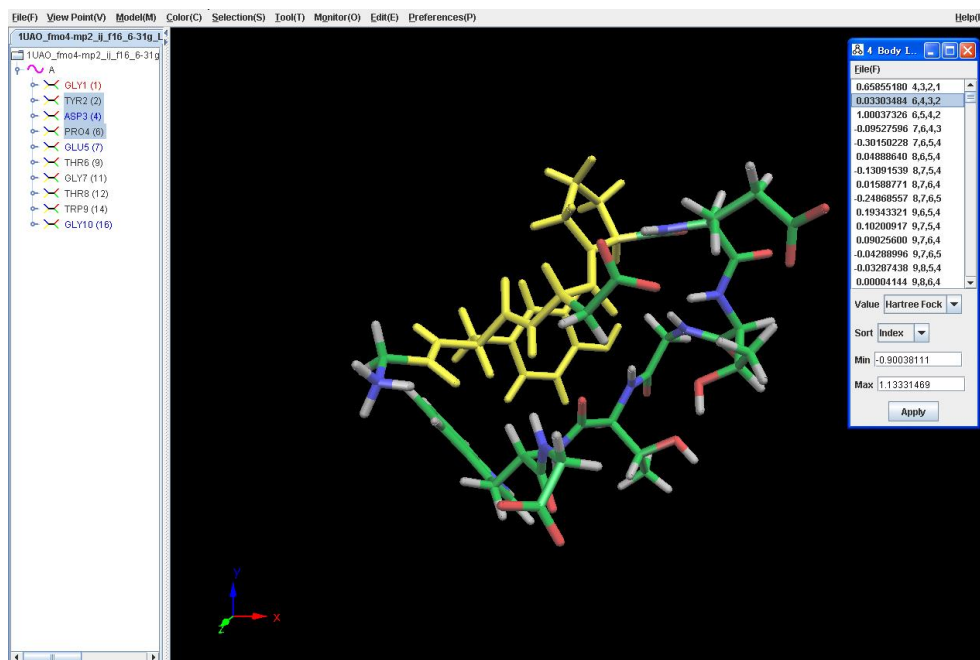 File(F) View Point(V) Model(M) Color(C) Selection(S) Tool(T) Monitor(O) Edit(E) Preferences(P) Help(
1UAO_fmo4-mp2_ij_f16_6-31g_L
1UAO_fmo4-mp2_ij_f16_6-31g
A
GLY1 (1)
TYR2 (2)
ASP3 (4)
PRO4 (6)
GLU5 (7)
THR6 (9)
GLY7 (11)
THR8 (12)
TRP9 (14)
GLY10 (16)
Y
X
Z
4 Body I...
File(F)
0.65855180 4,3,2,1
0.03303484 6,4,3,2
1.00037326 6,5,4,2
-0.09527596 7,6,4,3
-0.30150228 7,6,5,4
0.04888640 8,6,5,4
-0.13091539 8,7,5,4
0.01588771 8,7,6,4
-0.24868557 8,7,6,5
0.19343321 9,6,5,4
0.10200917 9,7,5,4
0.09025600 9,7,6,4
-0.04288996 9,7,6,5
-0.03287438 9,8,5,4
0.00004144 9,8,6,4
Value Hartree Fock
Sort Index
Min -0.90038111
Max 1.13331469
Apply